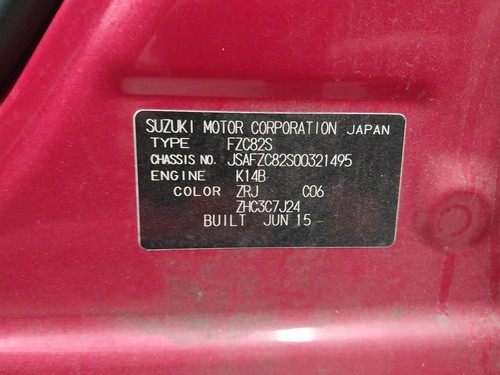 SUZUKI MOTOR CORPORATION JAPAN
TYPE FZC82S
CHASSIS NO. JSAFZC82S00321495
ENGINE K14B
COLOR ZRJ C06
ZHC3C7J24
BUILT JUN 15